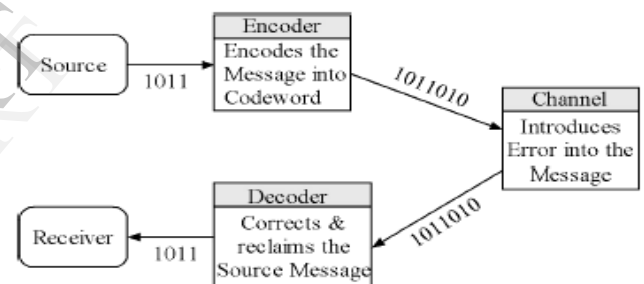 Source
1011
Encoder
Encodes the
Message into
Codeword
1011010
Channel
Introduces
Error into the
Message
1011010
Decoder
Corrects &
reclaims the
Source Message
1011
Receiver